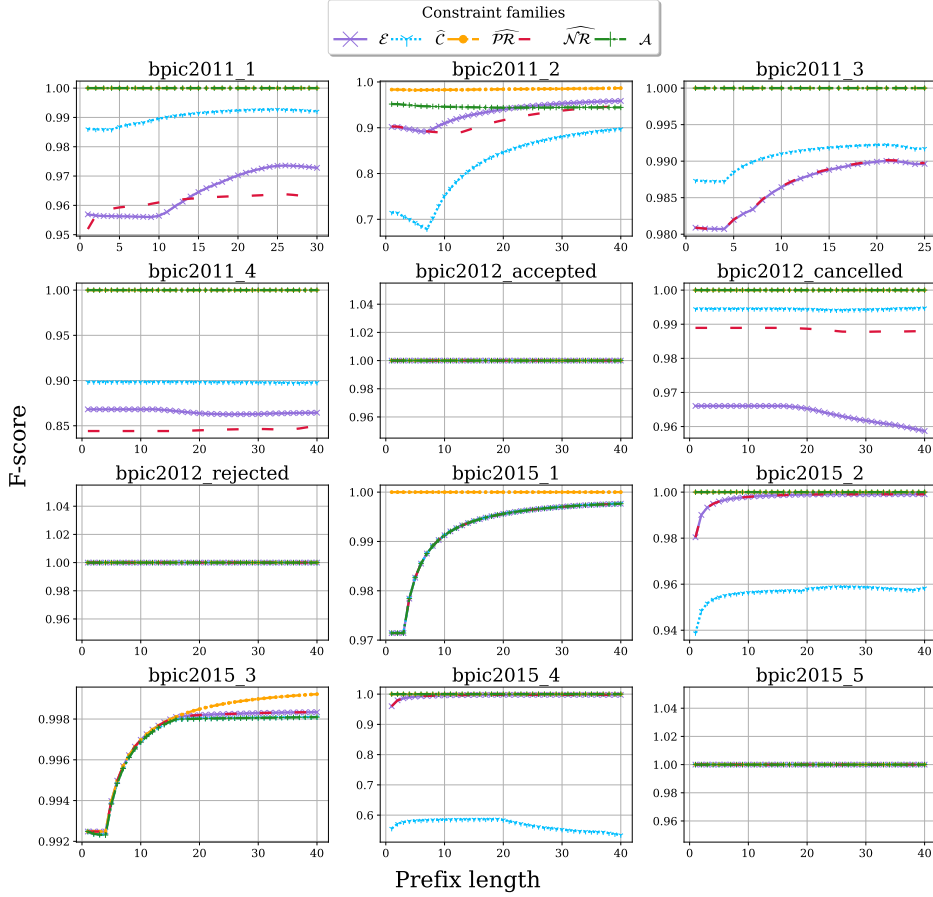 Constraint families
ℰ Ĉ 𝒫ℛ̂ 𝒩ℛ̂ 𝒜
bpic2011_1 bpic2011_2 bpic2011_3
1.00 0.99 0.98 0.97 0.96 0.95
0 5 10 15 20 25 30
1.0 0.9 0.8 0.7
0 10 20 30 40
1.000 0.995 0.990 0.985 0.980
0 5 10 15 20 25
bpic2011_4 bpic2012_accepted bpic2012_cancelled
1.00 0.95 0.90 0.85
0 10 20 30 40
1.04 1.02 1.00 0.98 0.96
0 10 20 30 40
1.00 0.99 0.98 0.97 0.96
0 10 20 30 40
F-score
bpic2012_rejected bpic2015_1 bpic2015_2
1.04 1.02 1.00 0.98 0.96
0 10 20 30 40
1.00 0.99 0.98 0.97
0 10 20 30 40
1.00 0.98 0.96 0.94
0 10 20 30 40
bpic2015_3 bpic2015_4 bpic2015_5
0.998 0.996 0.994 0.992
0 10 20 30 40
1.0 0.9 0.8 0.7 0.6
0 10 20 30 40
1.04 1.02 1.00 0.98 0.96
0 10 20 30 40
Prefix length